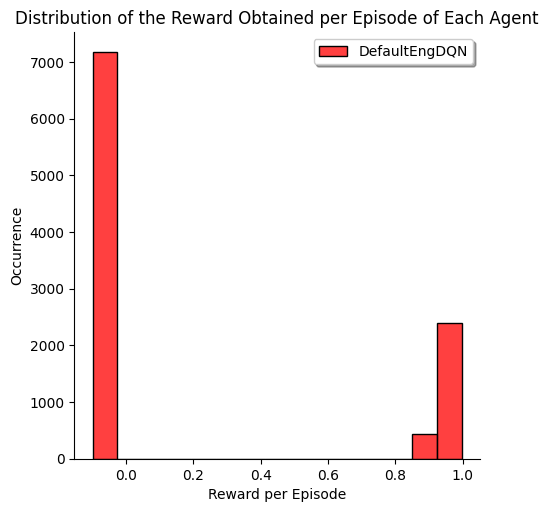 Distribution of the Reward Obtained per Episode of Each Agent
DefaultEngDQN
7000
6000
5000
4000
3000
2000
1000
0
Occurrence
0.0 0.2 0.4 0.6 0.8 1.0
Reward per Episode